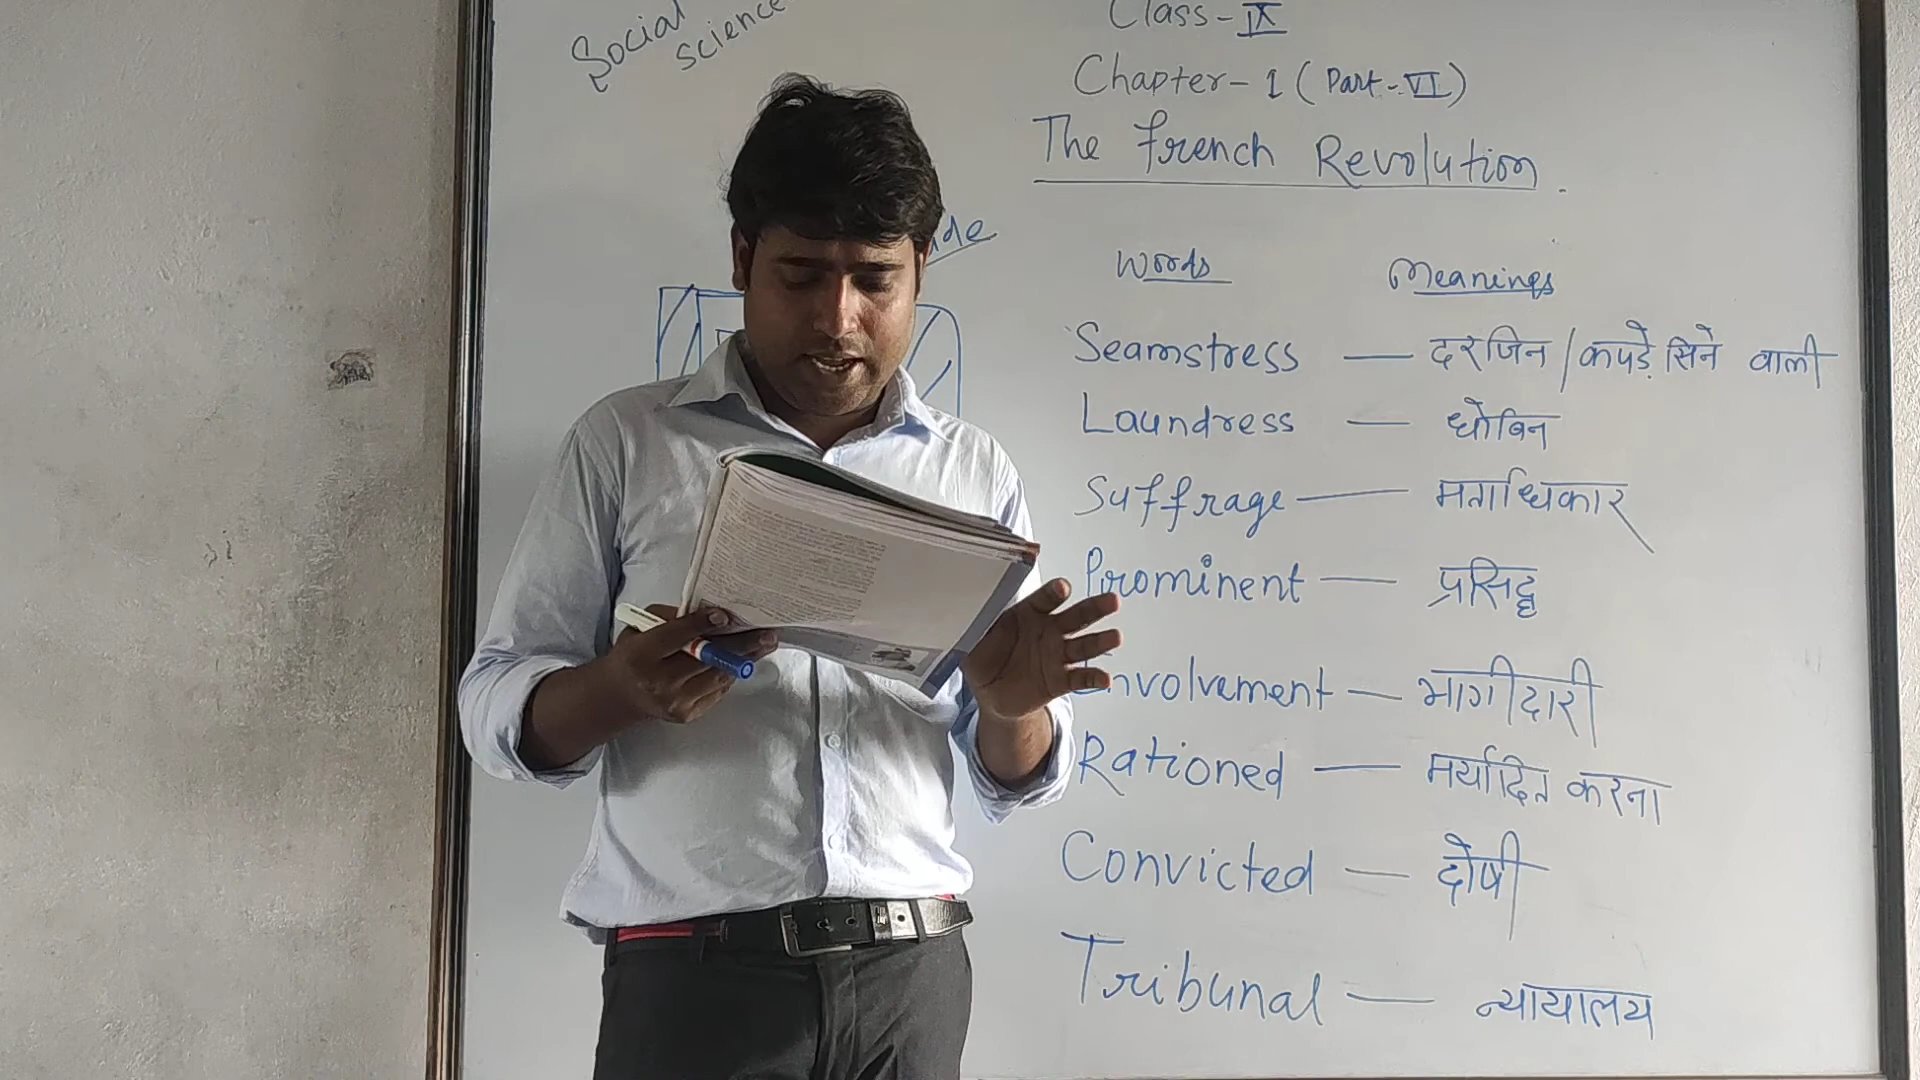 Social
science
Class-IX
Chapter-1 (Part-VI)
The French Revolution.
Words Meanings
Seamstress — दरजिन / कपड़े सिने वाली
Laundress — धोबिन
Suffrage — मताधिकार
Prominent — प्रसिद्ध
Involvement — भागीदारी
Rationed — मर्यादित करना
Convicted — दोषी
Tribunal — न्यायालय